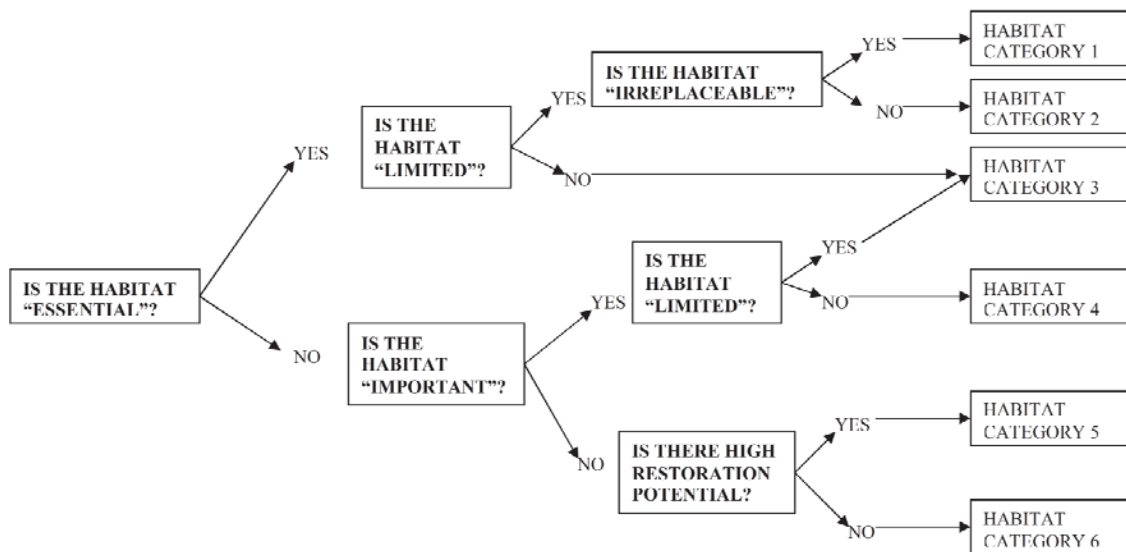 IS THE HABITAT
“ESSENTIAL”?
YES
NO
IS THE
HABITAT
“LIMITED”?
YES
NO
IS THE HABITAT
“IRREPLACEABLE”?
YES
NO
HABITAT
CATEGORY 1
HABITAT
CATEGORY 2
HABITAT
CATEGORY 3
IS THE
HABITAT
“IMPORTANT”?
YES
NO
IS THE
HABITAT
“LIMITED”?
YES
NO
HABITAT
CATEGORY 4
IS THERE HIGH
RESTORATION
POTENTIAL?
YES
NO
HABITAT
CATEGORY 5
HABITAT
CATEGORY 6